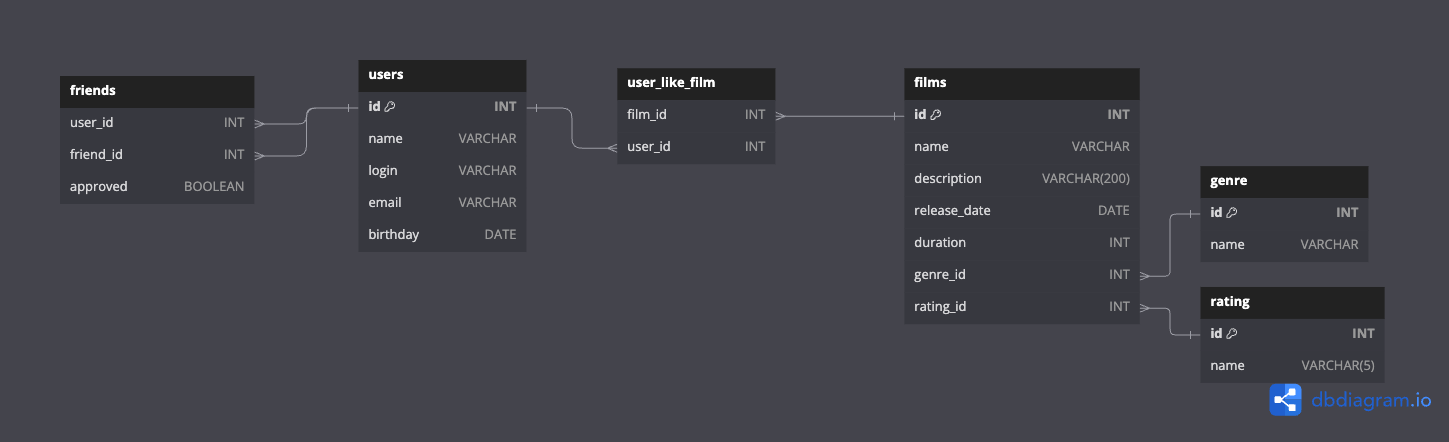 friends
user_id INT
friend_id INT
approved BOOLEAN
users
id INT
name VARCHAR
login VARCHAR
email VARCHAR
birthday DATE
user_like_film
film_id INT
user_id INT
films
id INT
name VARCHAR
description VARCHAR(200)
release_date DATE
duration INT
genre_id INT
rating_id INT
genre
id INT
name VARCHAR
rating
id INT
name VARCHAR(5)
dbdiagram.io